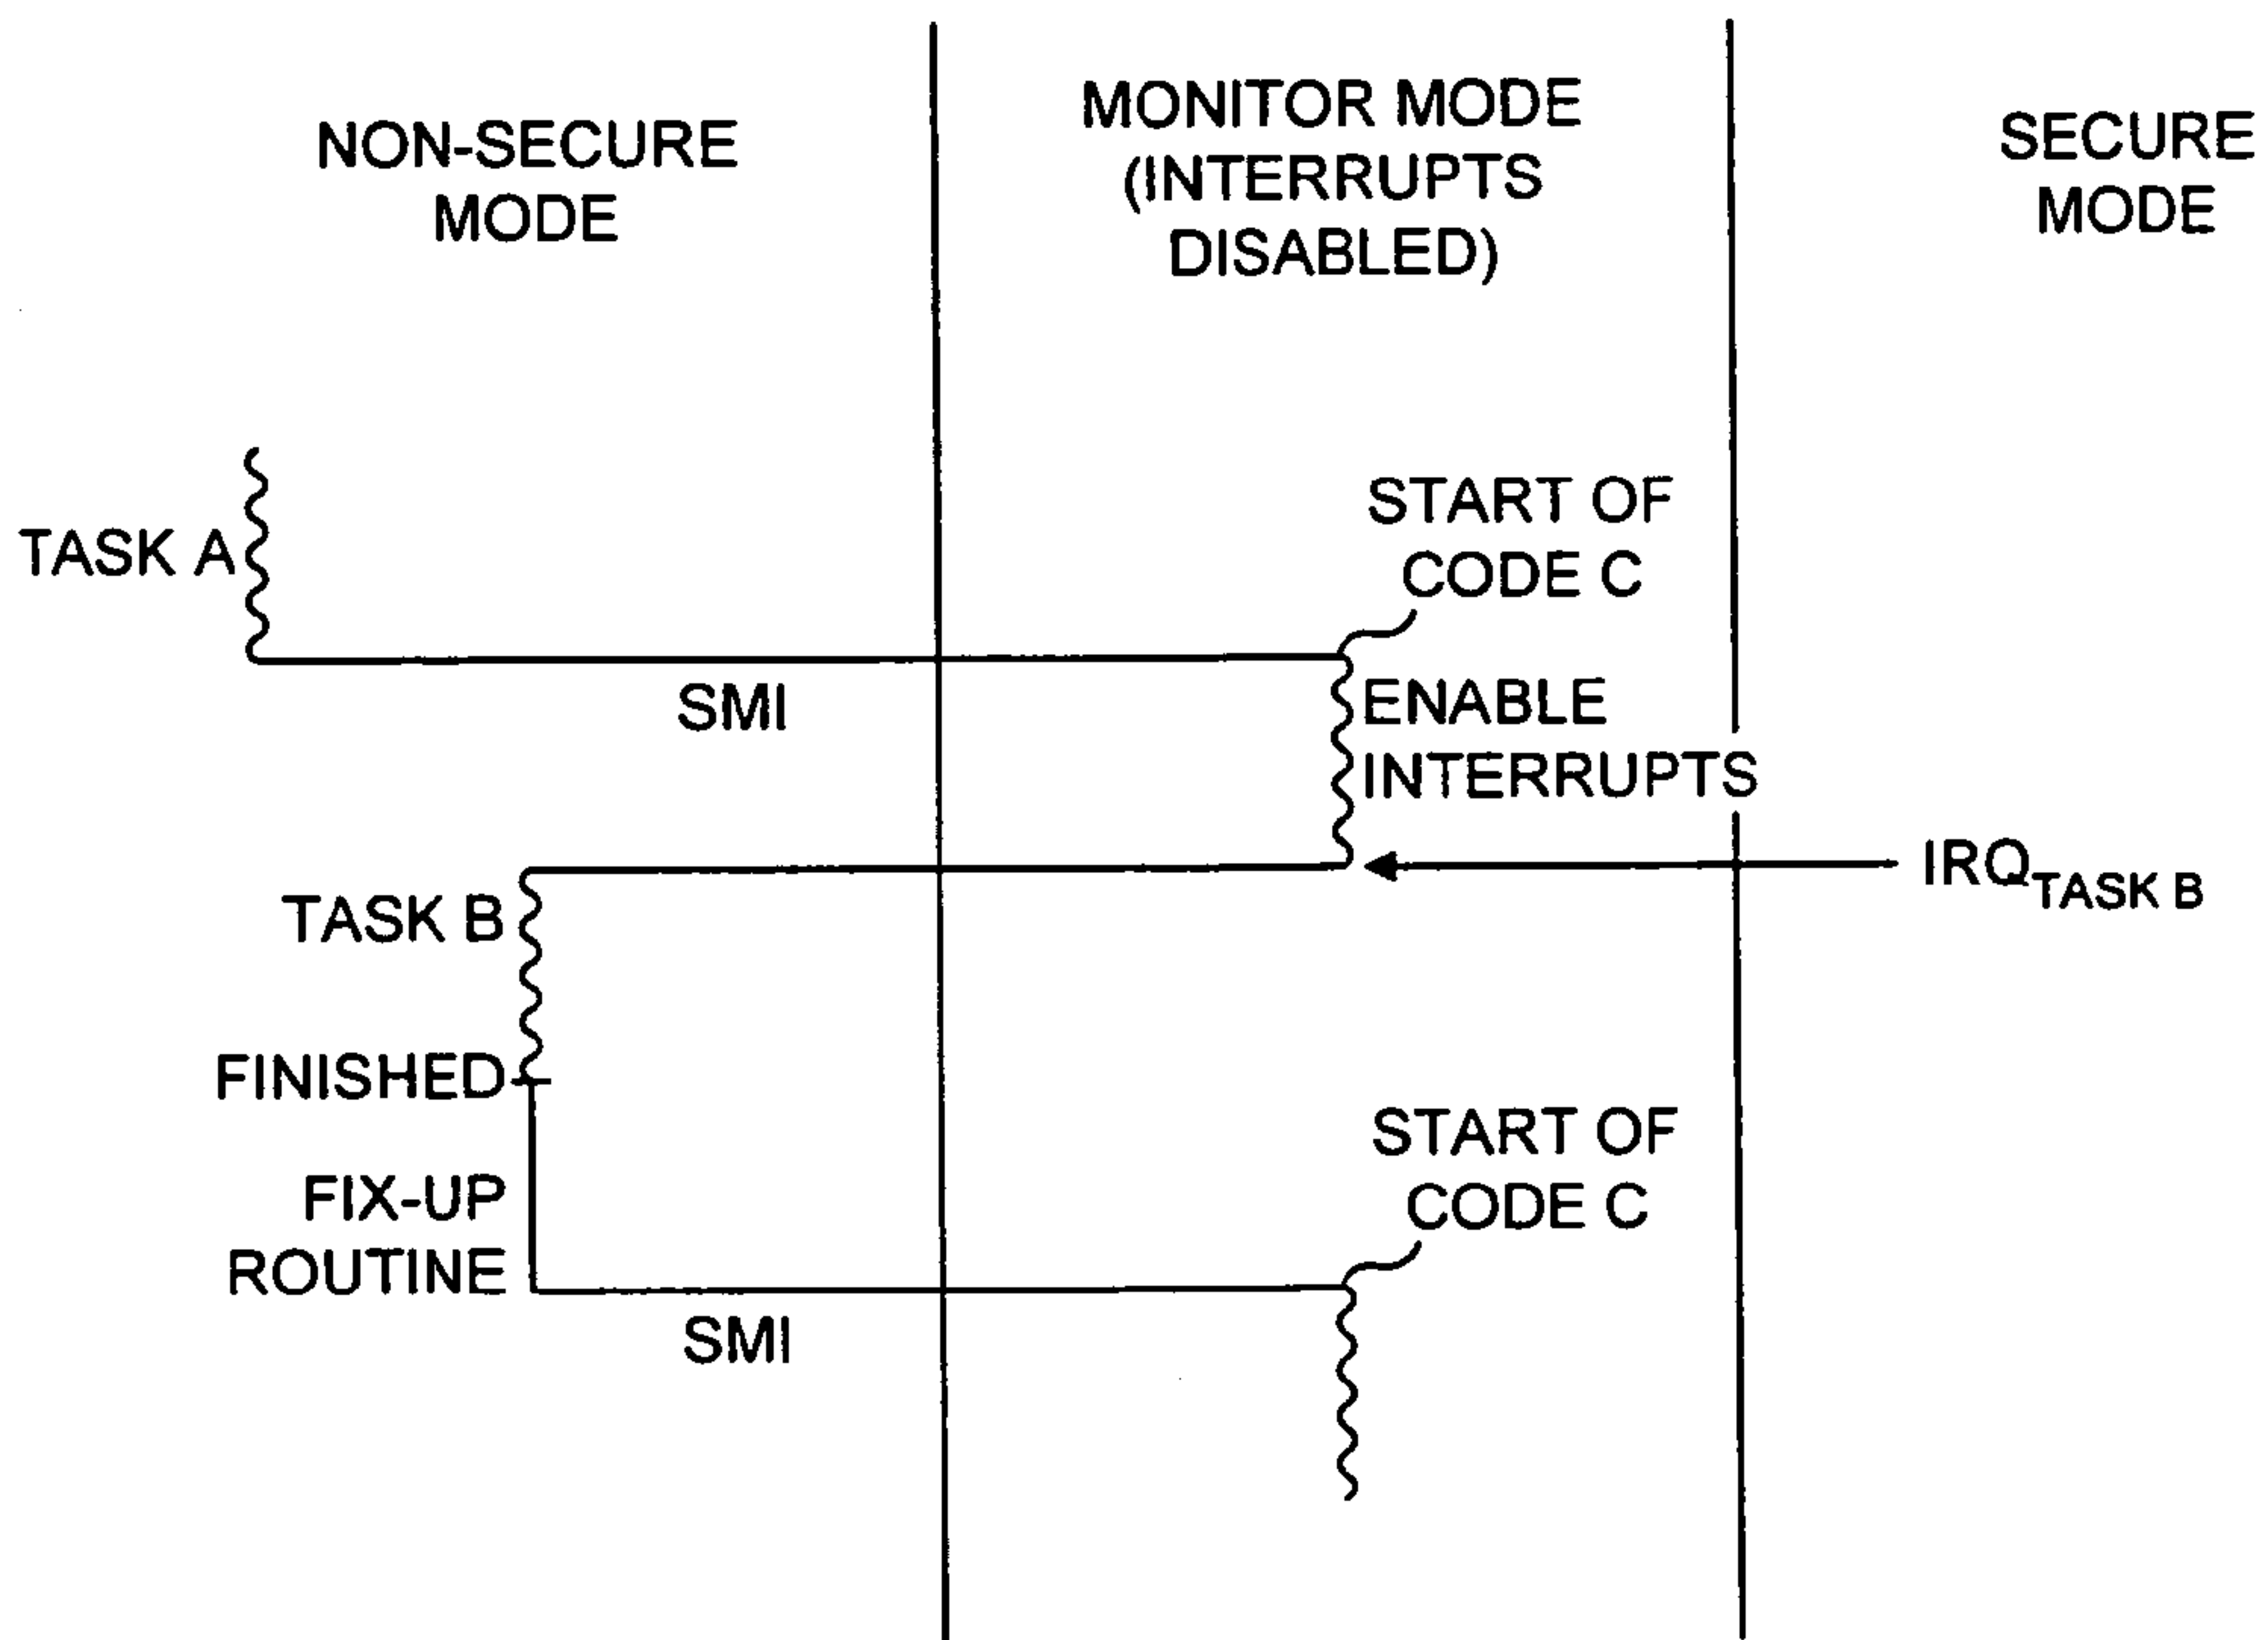 NON-SECURE
MODE
MONITOR MODE
(INTERRUPTS
DISABLED)
SECURE
MODE
TASK A
START OF
CODE C
SMI
ENABLE
INTERRUPTS
IRQTASK B
TASK B
FINISHED
FIX-UP
ROUTINE
START OF
CODE C
SMI